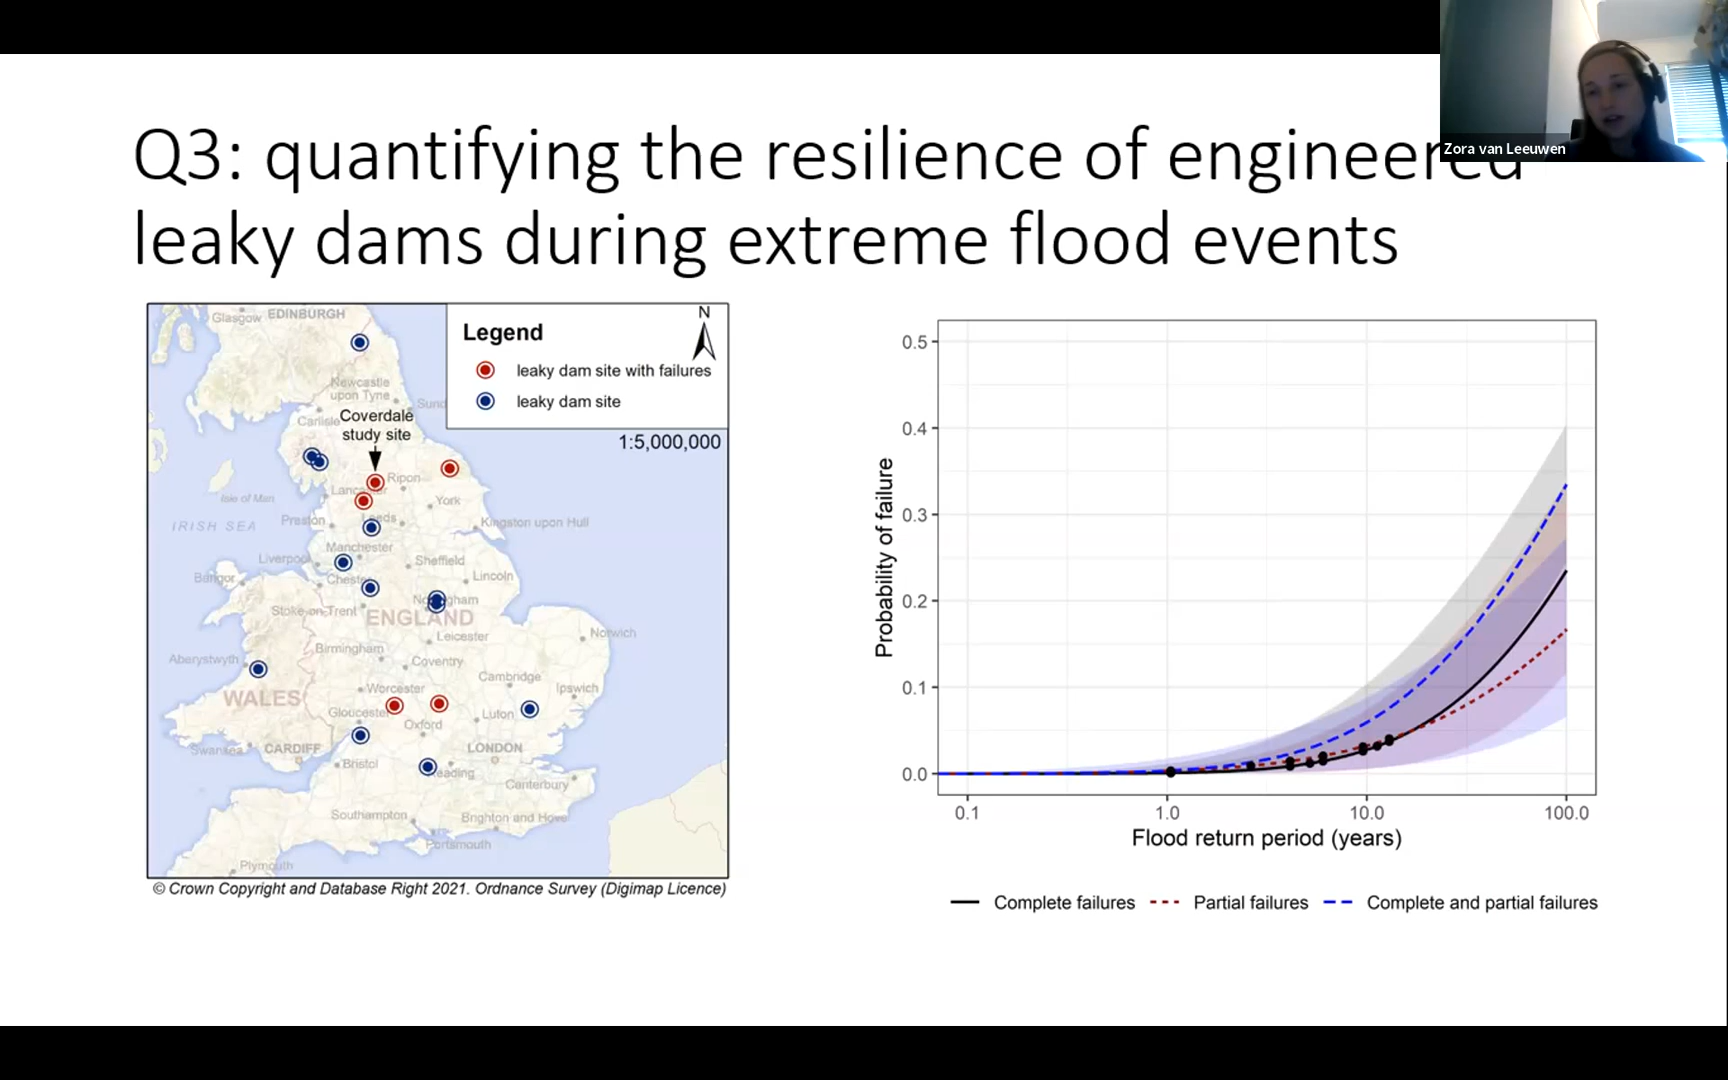 Zora van Leeuwen
Q3: quantifying the resilience of engineered
leaky dams during extreme flood events
Legend
leaky dam site with failures
leaky dam site
N
1:5,000,000
Glasgow
EDINBURGH
Newcastle
upon Tyne
Sund
Carlisle
Coverdale
study site
Ripon
Isle of Man
York
IRISH SEA
Preston
Kingston upon Hull
Manchester
Liverpool
Sheffield
Bangor
Lincoln
Stoke-on-Trent
ENGLAND
Leicester
Norwich
Birmingham
Aberystwyth
Coventry
Cambridge
WALES
Worcester
Ipswich
Gloucester
Luton
Oxford
Swansea
CARDIFF
LONDON
Bristol
Canterbury
Southampton
Brighton and Hove
Portsmouth
Plymouth
© Crown Copyright and Database Right 2021. Ordnance Survey (Digimap Licence)
Probability of failure
0.5
0.4
0.3
0.2
0.1
0.0
0.1
1.0
10.0
100.0
Flood return period (years)
Complete failures
Partial failures
Complete and partial failures